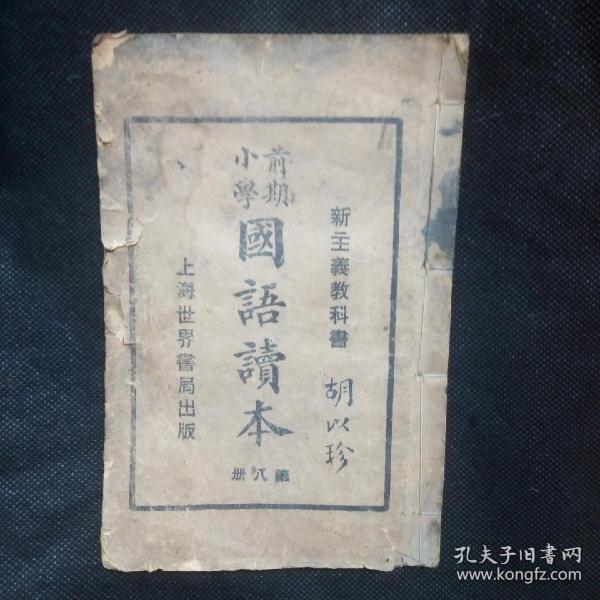 新主義教科書
胡以珍
前期
小學
國語讀本
第八册
上海世界書局出版
孔夫子旧书网
www.kongfz.com